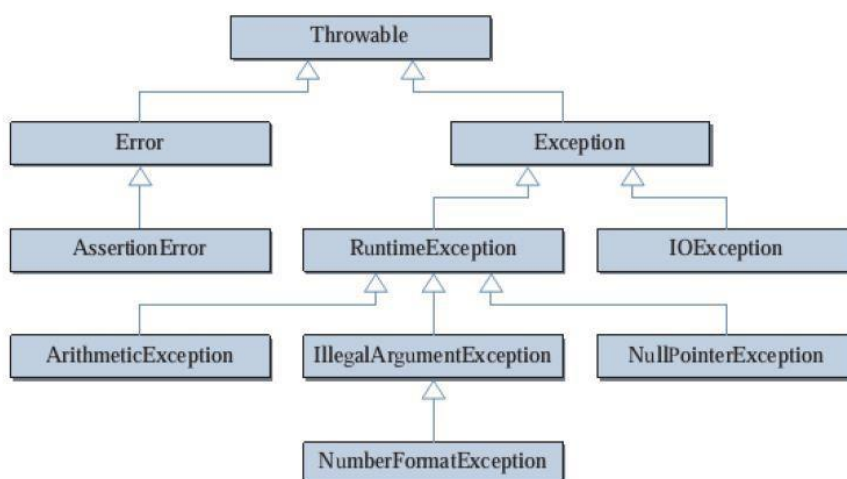 Throwable
Error
Exception
AssertionError
RuntimeException
IOException
ArithmeticException
IllegalArgumentException
NullPointerException
NumberFormatException